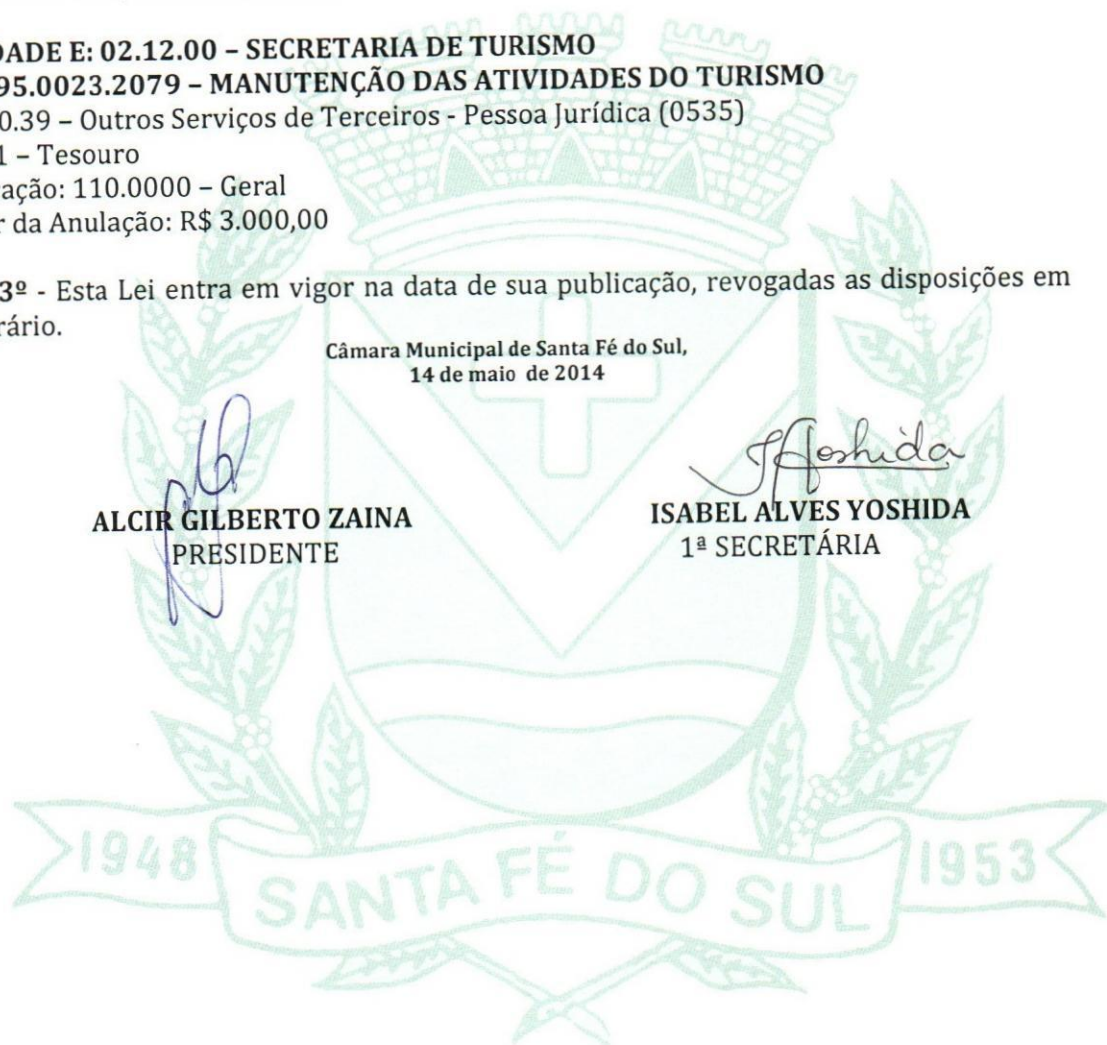 DADE E: 02.12.00 – SECRETARIA DE TURISMO
95.0023.2079 – MANUTENÇÃO DAS ATIVIDADES DO TURISMO
0.39 – Outros Serviços de Terceiros - Pessoa Jurídica (0535)
1 – Tesouro
ação: 110.0000 – Geral
r da Anulação: R$ 3.000,00
3º - Esta Lei entra em vigor na data de sua publicação, revogadas as disposições em
rário.
Câmara Municipal de Santa Fé do Sul,
14 de maio de 2014
Yoshida
ALCIR GILBERTO ZAINA
PRESIDENTE
ISABEL ALVES YOSHIDA
1ª SECRETÁRIA
1948
SANTA FÉ DO SUL
1953